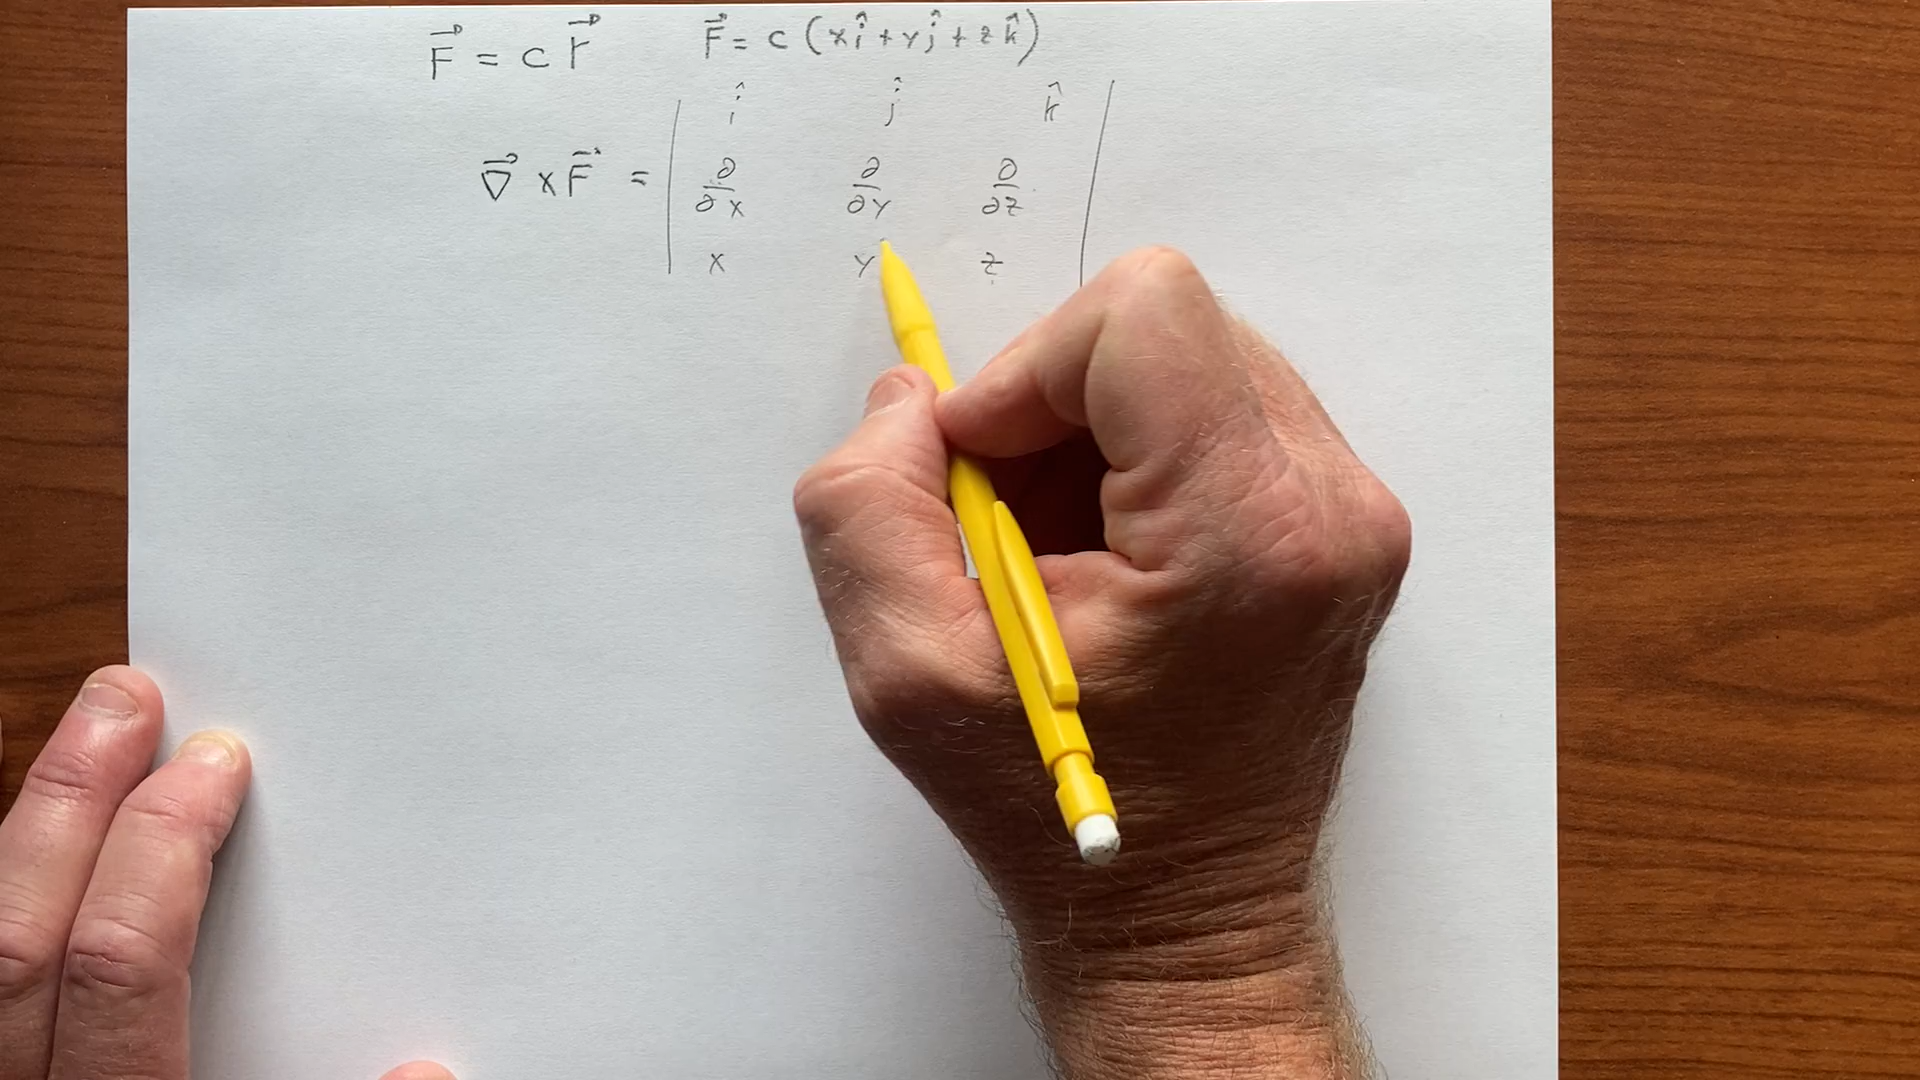 F⃗ = c r⃗    F⃗ = c (xî + yĵ + zk̂)
î ĵ k̂
∇⃗ × F⃗ = | ∂/∂x ∂/∂y ∂/∂z |
x y z